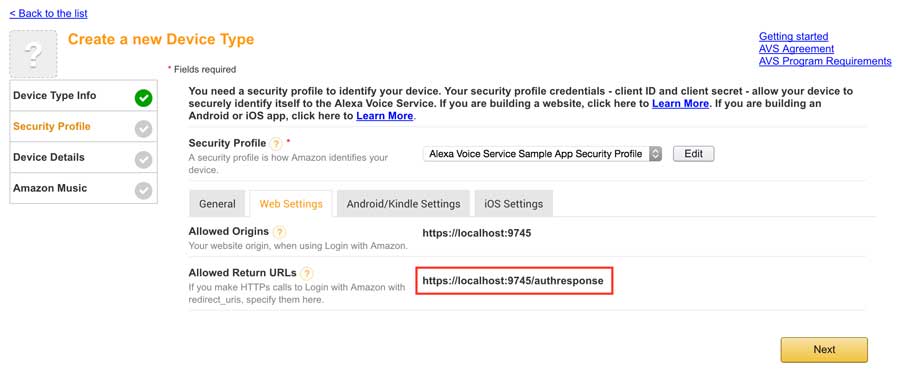 < Back to the list
?
Create a new Device Type
Getting started
AVS Agreement
AVS Program Requirements
* Fields required
Device Type Info
Security Profile
Device Details
Amazon Music
You need a security profile to identify your device. Your security profile credentials - client ID and client secret - allow your device to
securely identify itself to the Alexa Voice Service. If you are building a website, click here to Learn More. If you are building an
Android or iOS app, click here to Learn More.
Security Profile ? *
A security profile is how Amazon identifies your
device.
Alexa Voice Service Sample App Security Profile
Edit
General
Web Settings
Android/Kindle Settings
iOS Settings
Allowed Origins ?
Your website origin, when using Login with Amazon.
https://localhost:9745
Allowed Return URLs ?
If you make HTTPs calls to Login with Amazon with
redirect_uris, specify them here.
https://localhost:9745/authresponse
Next